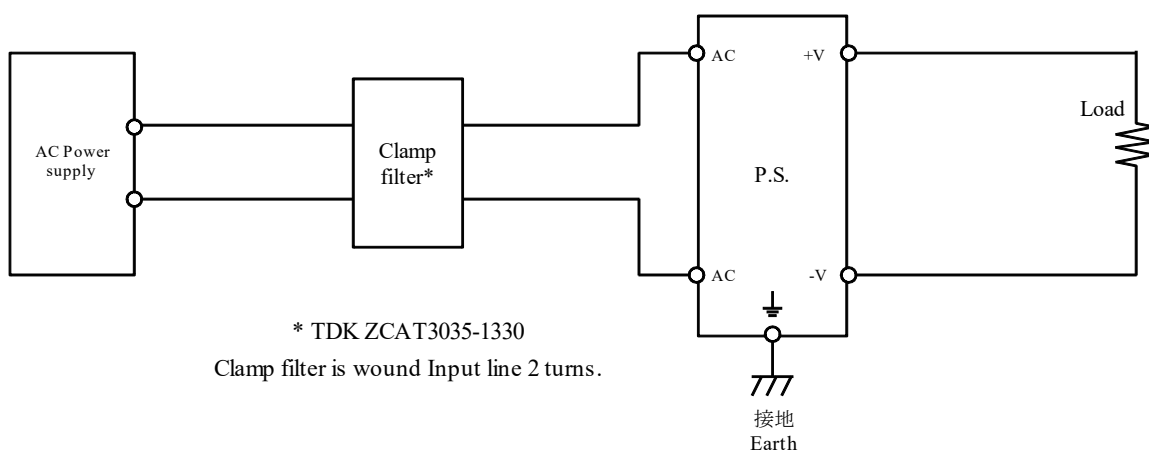 AC Power
supply
Clamp
filter*
AC
+V
P.S.
AC
-V
Load
* TDK ZCAT3035-1330
Clamp filter is wound Input line 2 turns.
接地
Earth